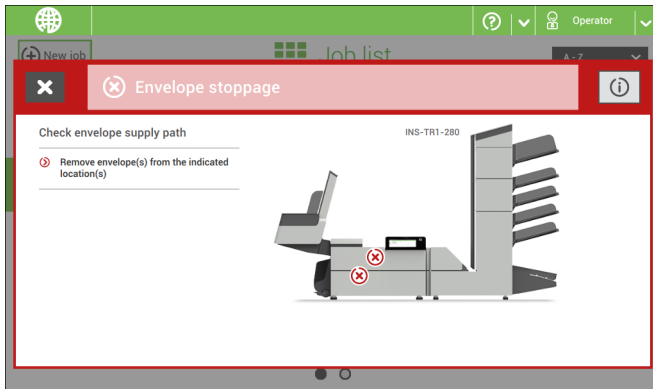 Operator
New job
Job list
A - Z
Envelope stoppage
Check envelope supply path
INS-TR1-280
Remove envelope(s) from the indicated
location(s)